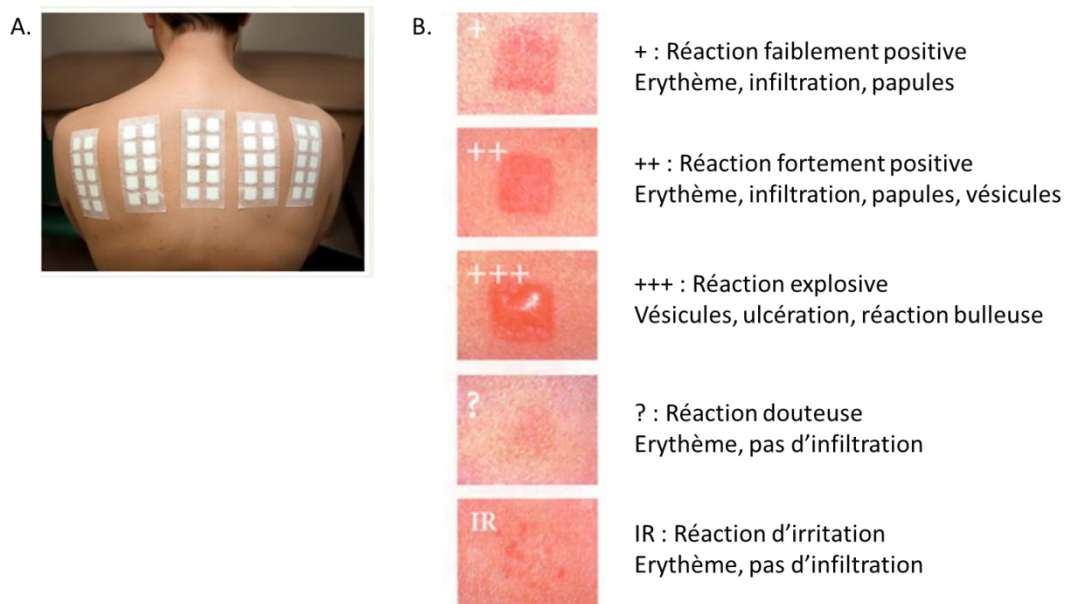 A.
B.
+
+ : Réaction faiblement positive
Erythème, infiltration, papules
++
++ : Réaction fortement positive
Erythème, infiltration, papules, vésicules
+++
+++ : Réaction explosive
Vésicules, ulcération, réaction bulleuse
?
? : Réaction douteuse
Erythème, pas d’infiltration
IR
IR : Réaction d’irritation
Erythème, pas d’infiltration